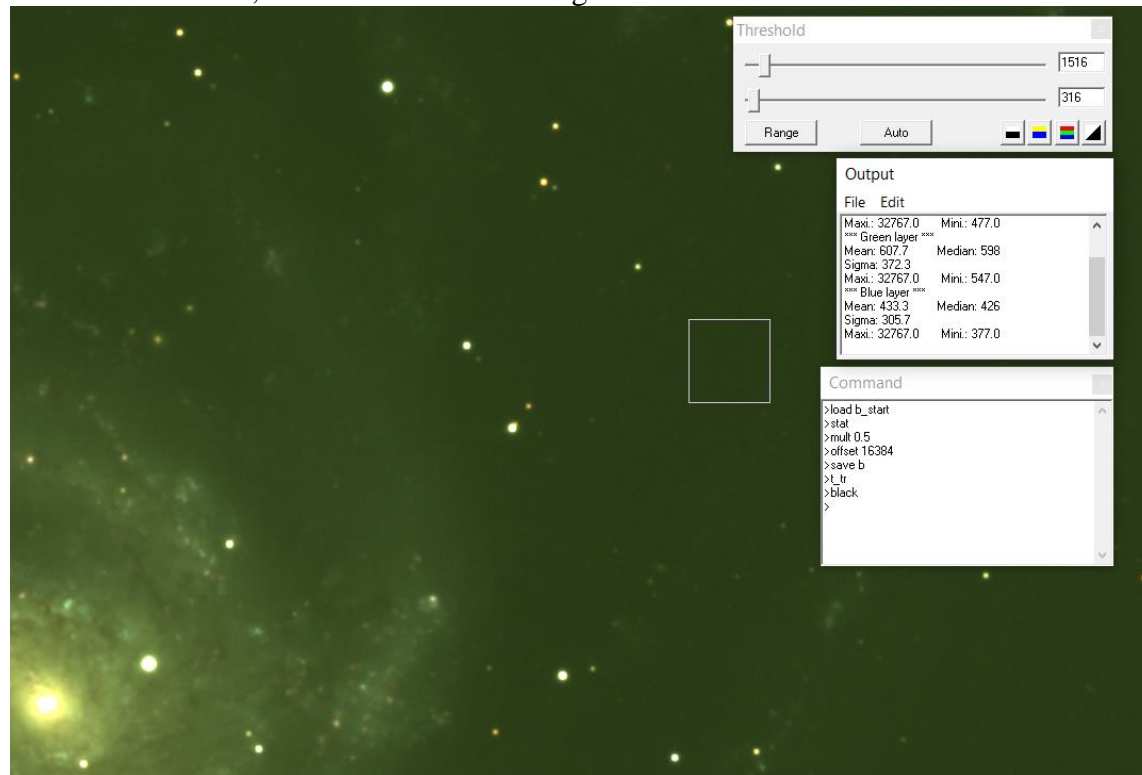 Threshold
1516
316
Range Auto
Output
File Edit
Maxi.: 32767.0 Mini.: 477.0
*** Green layer ***
Mean: 607.7 Median: 598
Sigma: 372.3
Maxi.: 32767.0 Mini.: 547.0
*** Blue layer ***
Mean: 433.3 Median: 426
Sigma: 305.7
Maxi.: 32767.0 Mini.: 377.0
Command
>load b_start
>stat
>mult 0.5
>offset 16384
>save b
>t_tr
>black
>